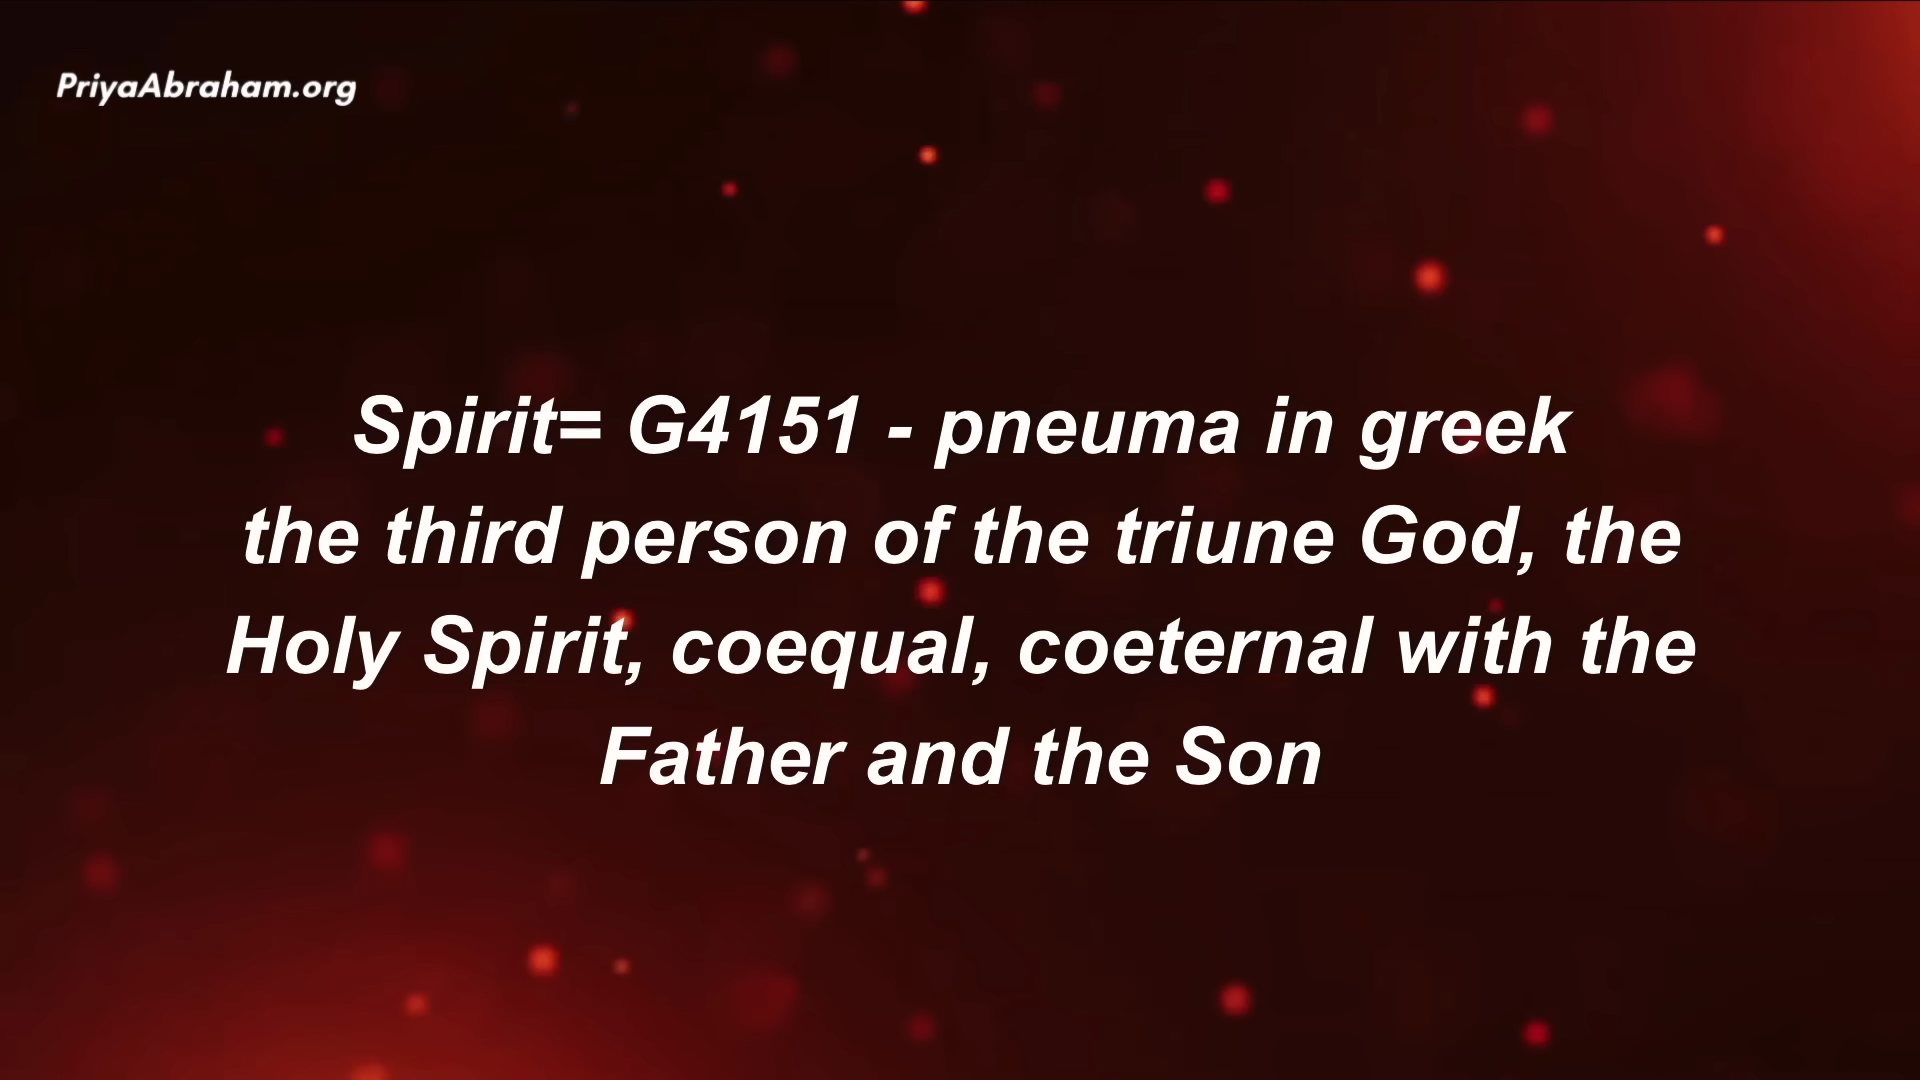 PriyaAbraham.org
Spirit= G4151 - pneuma in greek
the third person of the triune God, the
Holy Spirit, coequal, coeternal with the
Father and the Son